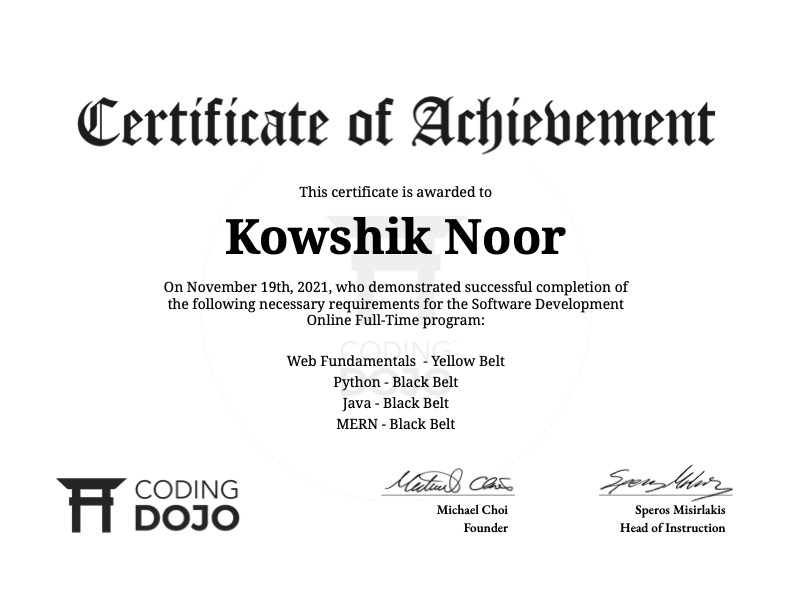 Certificate of Achievement
This certificate is awarded to
Kowshik Noor
On November 19th, 2021, who demonstrated successful completion of
the following necessary requirements for the Software Development
Online Full-Time program:
CODING
DOJO
Web Fundamentals - Yellow Belt
Python - Black Belt
Java - Black Belt
MERN - Black Belt
CODING
DOJO
Michael Choi
Founder
Speros Misirlakis
Head of Instruction